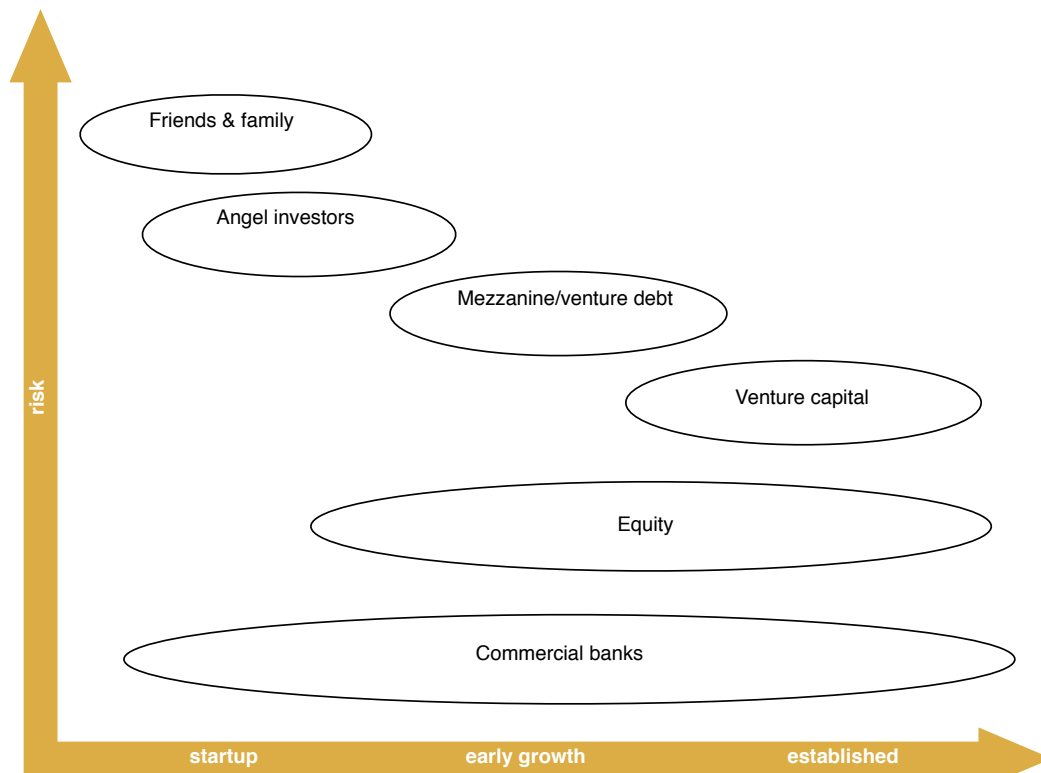 Friends & family
Angel investors
Mezzanine/venture debt
Venture capital
risk
Equity
Commercial banks
startup
early growth
established